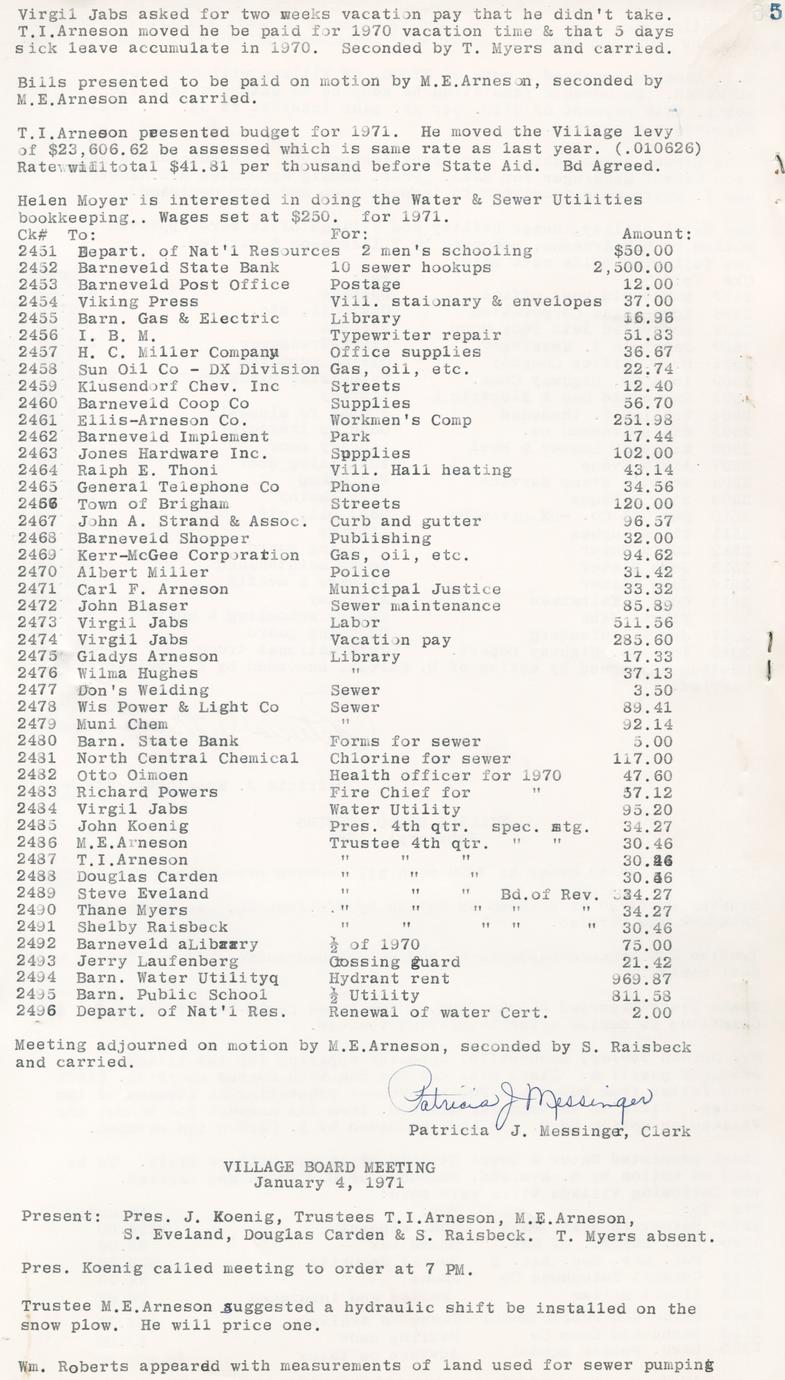 5
Virgil Jabs asked for two weeks vacation pay that he didn't take.
T.I.Arneson moved he be paid for 1970 vacation time & that 5 days
sick leave accumulate in 1970. Seconded by T. Myers and carried.
Bills presented to be paid on motion by M.E.Arneson, seconded by
M.E.Arneson and carried.
T.I.Arneson presented budget for 1971. He moved the Village levy
of $23,606.62 be assessed which is same rate as last year. (.010626)
Rate will total $41.81 per thousand before State Aid. Bd Agreed.
Helen Moyer is interested in doing the Water & Sewer Utilities
bookkeeping.. Wages set at $250. for 1971.
Ck# To: For: Amount:
2451 Depart. of Nat'l Resources 2 men's schooling $50.00
2452 Barneveld State Bank 10 sewer hookups 2,500.00
2453 Barneveld Post Office Postage 12.00
2454 Viking Press Vill. staionary & envelopes 37.00
2455 Barn. Gas & Electric Library 16.96
2456 I. B. M. Typewriter repair 51.83
2457 H. C. Miller Company Office supplies 36.67
2458 Sun Oil Co - DX Division Gas, oil, etc. 22.74
2459 Klusendorf Chev. Inc Streets 12.40
2460 Barneveld Coop Co Supplies 56.70
2461 Ellis-Arneson Co. Workmen's Comp 251.98
2462 Barneveld Implement Park 17.44
2463 Jones Hardware Inc. Sppplies 102.00
2464 Ralph E. Thoni Vill. Hall heating 43.14
2465 General Telephone Co Phone 34.56
2466 Town of Brigham Streets 120.00
2467 John A. Strand & Assoc. Curb and gutter 96.57
2468 Barneveld Shopper Publishing 32.00
2469 Kerr-McGee Corporation Gas, oil, etc. 94.62
2470 Albert Miller Police 31.42
2471 Carl F. Arneson Municipal Justice 33.32
2472 John Blaser Sewer maintenance 85.89
2473 Virgil Jabs Labor 511.56
2474 Virgil Jabs Vacation pay 285.60
2475 Gladys Arneson Library 17.33
2476 Wilma Hughes " 37.13
2477 Don's Welding Sewer 3.50
2478 Wis Power & Light Co Sewer 89.41
2479 Muni Chem " 92.14
2480 Barn. State Bank Forms for sewer 5.00
2481 North Central Chemical Chlorine for sewer 117.00
2482 Otto Oimoen Health officer for 1970 47.60
2483 Richard Powers Fire Chief for " 57.12
2484 Virgil Jabs Water Utility 95.20
2485 John Koenig Pres. 4th qtr. spec. mtg. 34.27
2486 M.E.Arneson Trustee 4th qtr. " " 30.46
2487 T.I.Arneson " " " 30.46
2488 Douglas Carden " " " 30.46
2489 Steve Eveland " " " Bd.of Rev. 34.27
2490 Thane Myers " " " " " 34.27
2491 Shelby Raisbeck " " " " " 30.46
2492 Barneveld aLibrary ½ of 1970 75.00
2493 Jerry Laufenberg Cossing guard 21.42
2494 Barn. Water Utilityq Hydrant rent 969.87
2495 Barn. Public School ½ Utility 811.58
2496 Depart. of Nat'l Res. Renewal of water Cert. 2.00
Meeting adjourned on motion by M.E.Arneson, seconded by S. Raisbeck
and carried.
Patricia J Messinger
Patricia J. Messinger, Clerk
VILLAGE BOARD MEETING
January 4, 1971
Present: Pres. J. Koenig, Trustees T.I.Arneson, M.E.Arneson,
S. Eveland, Douglas Carden & S. Raisbeck. T. Myers absent.
Pres. Koenig called meeting to order at 7 PM.
Trustee M.E.Arneson suggested a hydraulic shift be installed on the
snow plow. He will price one.
Wm. Roberts appeared with measurements of land used for sewer pumping